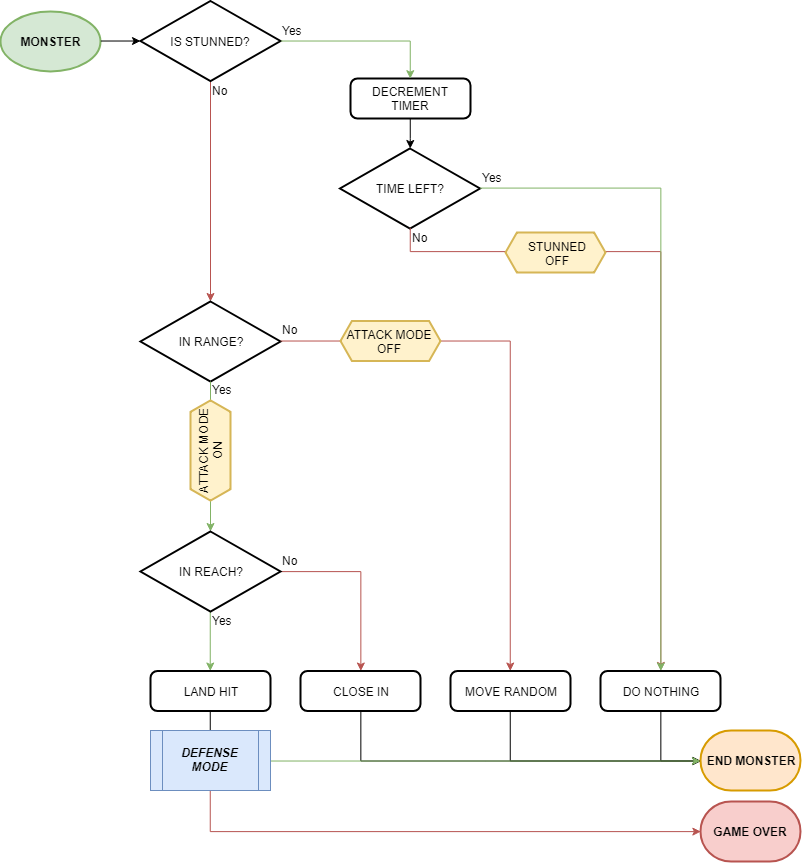 MONSTER
IS STUNNED?
Yes
No
DECREMENT
TIMER
TIME LEFT?
Yes
No
STUNNED
OFF
IN RANGE?
No
ATTACK MODE
OFF
Yes
ATTACK MODE
ON
IN REACH?
No
Yes
LAND HIT
CLOSE IN
MOVE RANDOM
DO NOTHING
DEFENSE
MODE
END MONSTER
GAME OVER